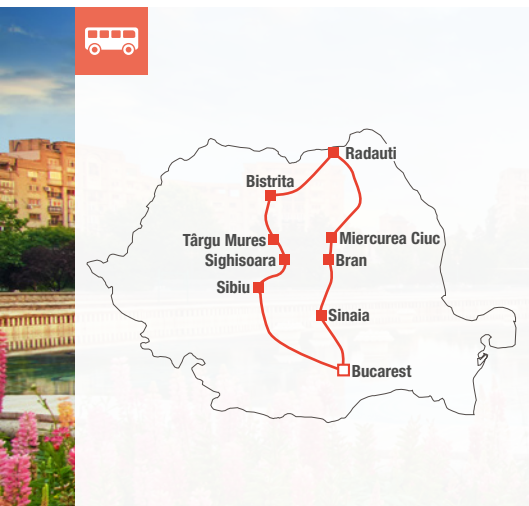 Radauti
Bistrita
Târgu Mures
Miercurea Ciuc
Sighisoara
Bran
Sibiu
Sinaia
Bucarest